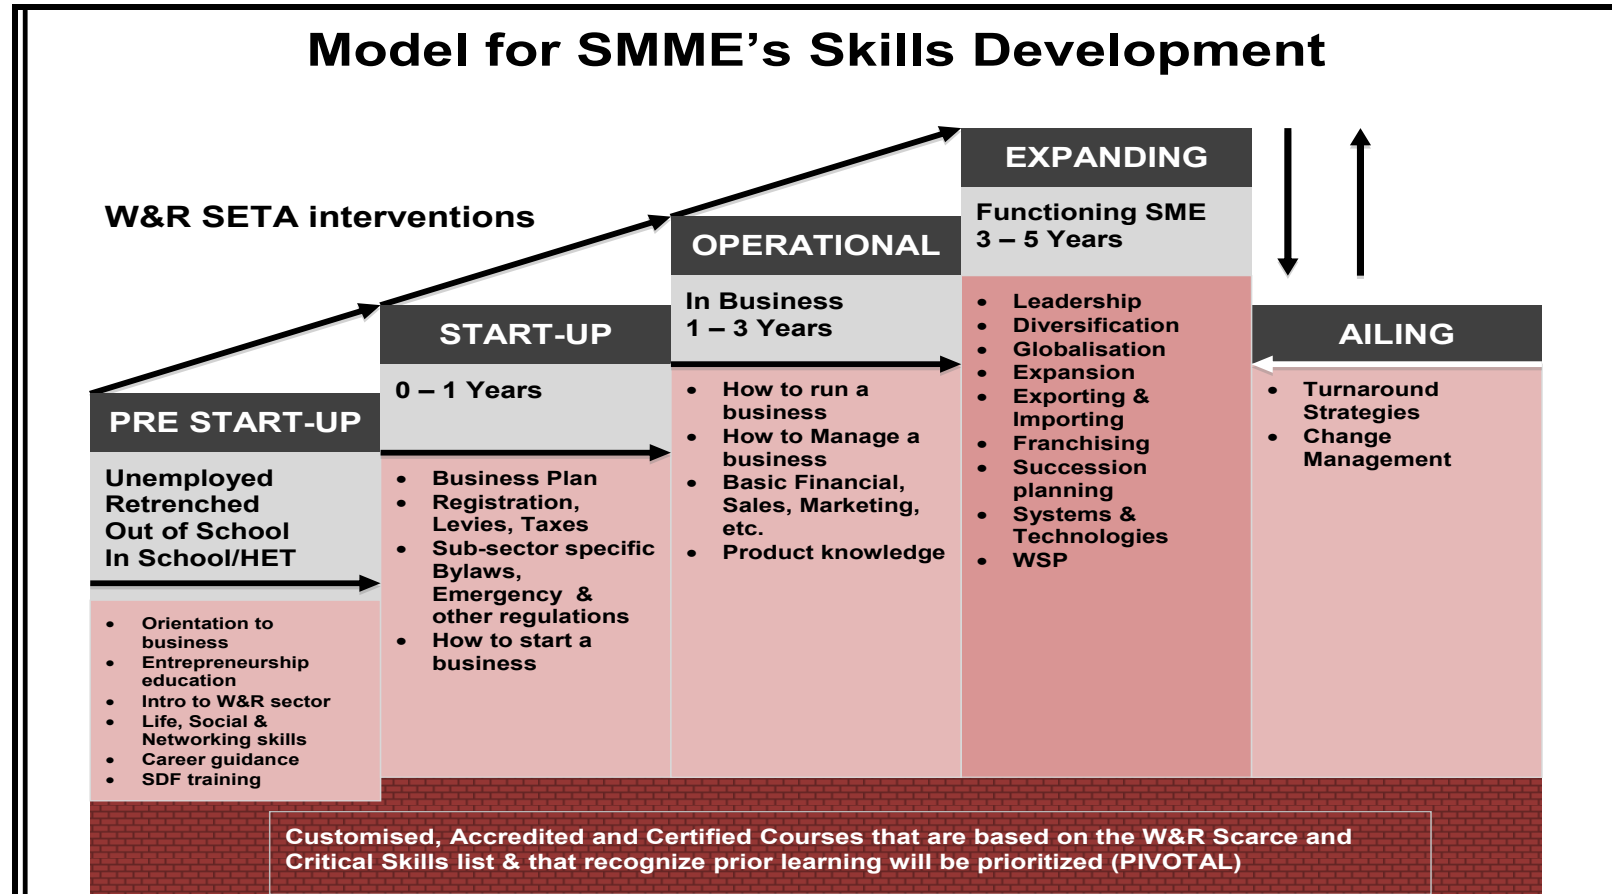 Model for SMME’s Skills Development
W&R SETA interventions
PRE START-UP
Unemployed
Retrenched
Out of School
In School/HET
• Orientation to
business
• Entrepreneurship
education
• Intro to W&R sector
• Life, Social &
Networking skills
• Career guidance
• SDF training
START-UP
0 – 1 Years
• Business Plan
• Registration,
Levies, Taxes
• Sub-sector specific
Bylaws,
Emergency &
other regulations
• How to start a
business
OPERATIONAL
In Business
1 – 3 Years
• How to run a
business
• How to Manage a
business
• Basic Financial,
Sales, Marketing,
etc.
• Product knowledge
EXPANDING
Functioning SME
3 – 5 Years
• Leadership
• Diversification
• Globalisation
• Expansion
• Exporting &
Importing
• Franchising
• Succession
planning
• Systems &
Technologies
• WSP
AILING
• Turnaround
Strategies
• Change
Management
Customised, Accredited and Certified Courses that are based on the W&R Scarce and
Critical Skills list & that recognize prior learning will be prioritized (PIVOTAL)